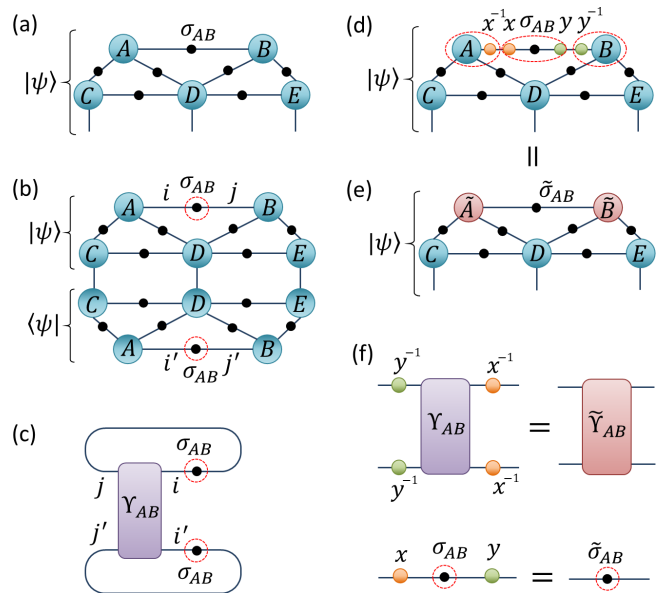 (a)
σ_AB
A B
|ψ⟩
C D E
(b)
σ_AB
i j
A B
|ψ⟩
C D E
C D E
⟨ψ|
A B
i′ j′
σ_AB
(c)
σ_AB
j i
Υ_AB
j′ i′
σ_AB
(d)
x⁻¹ x σ_AB y y⁻¹
A B
|ψ⟩
C D E
=
(e)
σ̃_AB
Ã B̃
|ψ⟩
C D E
(f)
y⁻¹ x⁻¹
Υ_AB = Υ̃_AB
y⁻¹ x⁻¹
x σ_AB y σ̃_AB
=